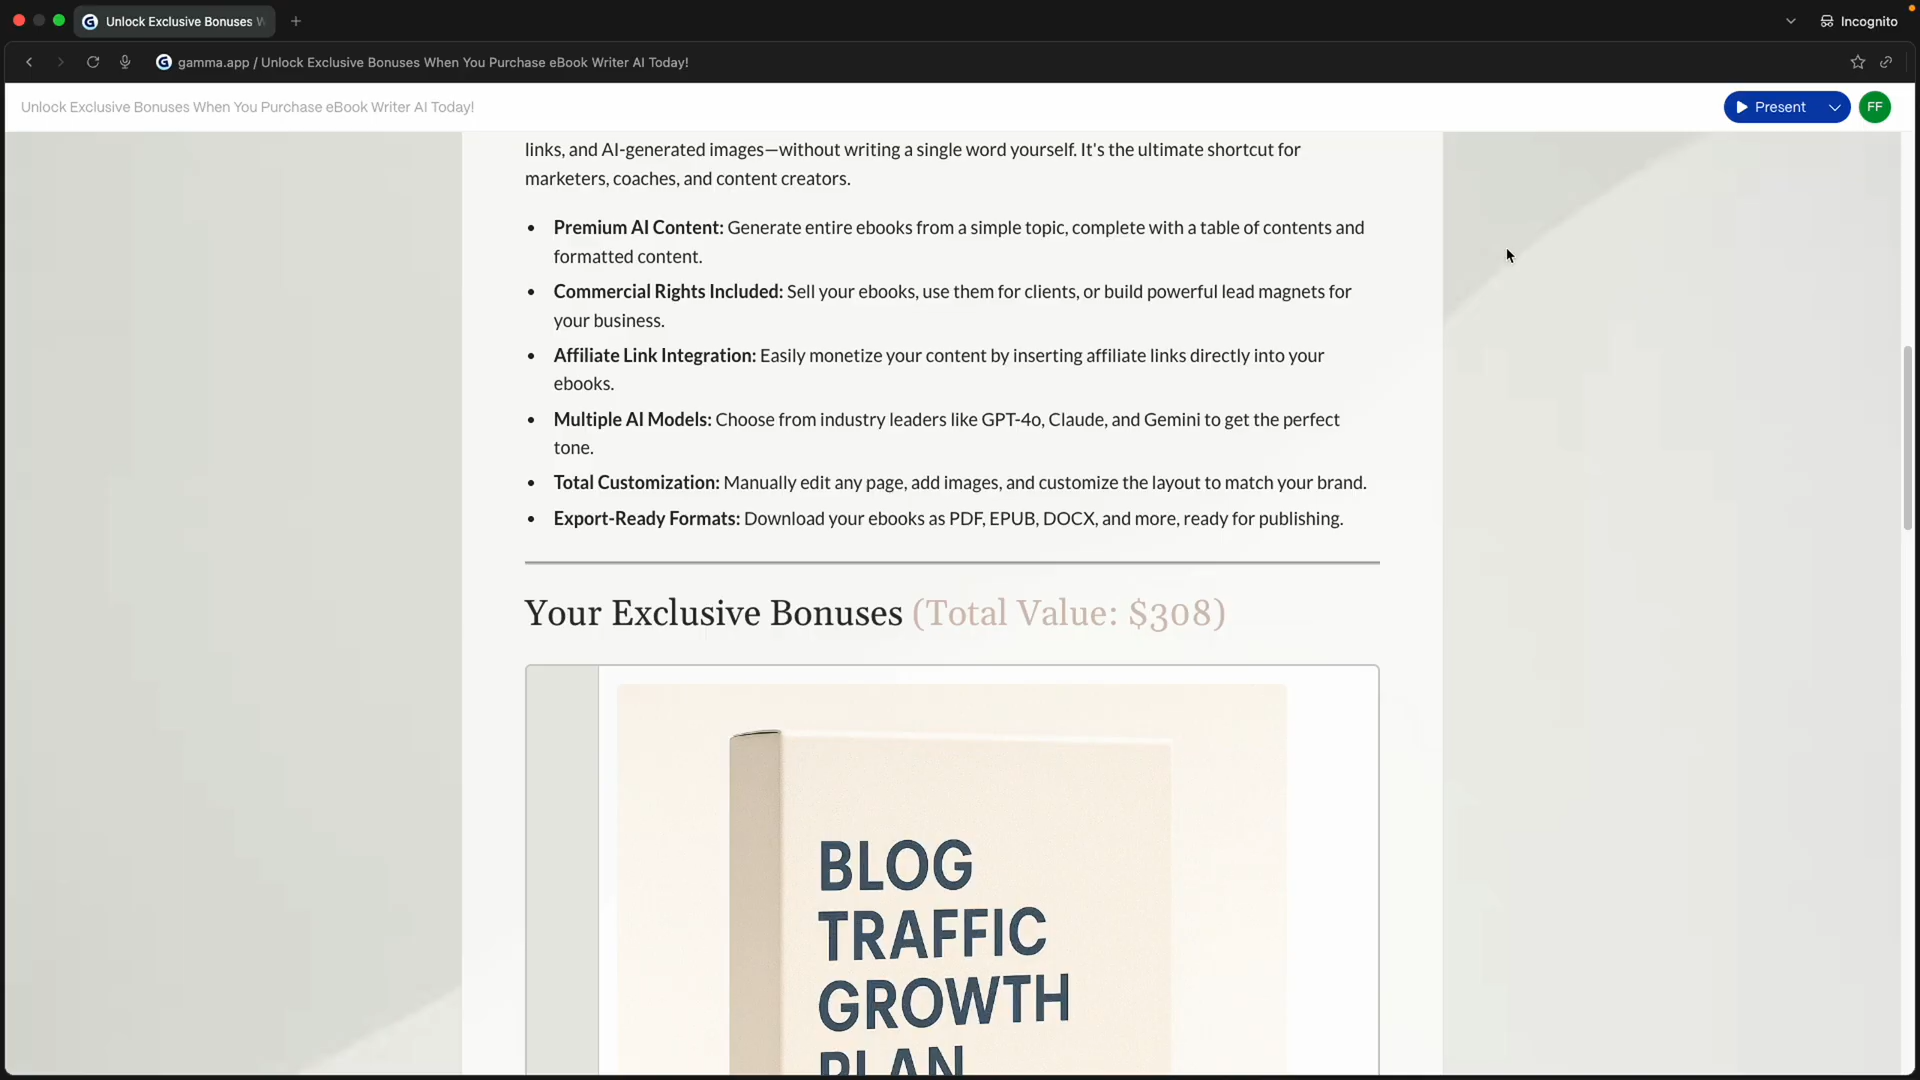 Unlock Exclusive Bonuses W
Incognito
gamma.app / Unlock Exclusive Bonuses When You Purchase eBook Writer AI Today!
Unlock Exclusive Bonuses When You Purchase eBook Writer AI Today!
Present
FF
links, and AI-generated images—without writing a single word yourself. It's the ultimate shortcut for
marketers, coaches, and content creators.
• Premium AI Content: Generate entire ebooks from a simple topic, complete with a table of contents and
formatted content.
• Commercial Rights Included: Sell your ebooks, use them for clients, or build powerful lead magnets for
your business.
• Affiliate Link Integration: Easily monetize your content by inserting affiliate links directly into your
ebooks.
• Multiple AI Models: Choose from industry leaders like GPT-4o, Claude, and Gemini to get the perfect
tone.
• Total Customization: Manually edit any page, add images, and customize the layout to match your brand.
• Export-Ready Formats: Download your ebooks as PDF, EPUB, DOCX, and more, ready for publishing.
Your Exclusive Bonuses (Total Value: $308)
BLOG
TRAFFIC
GROWTH
PLAN